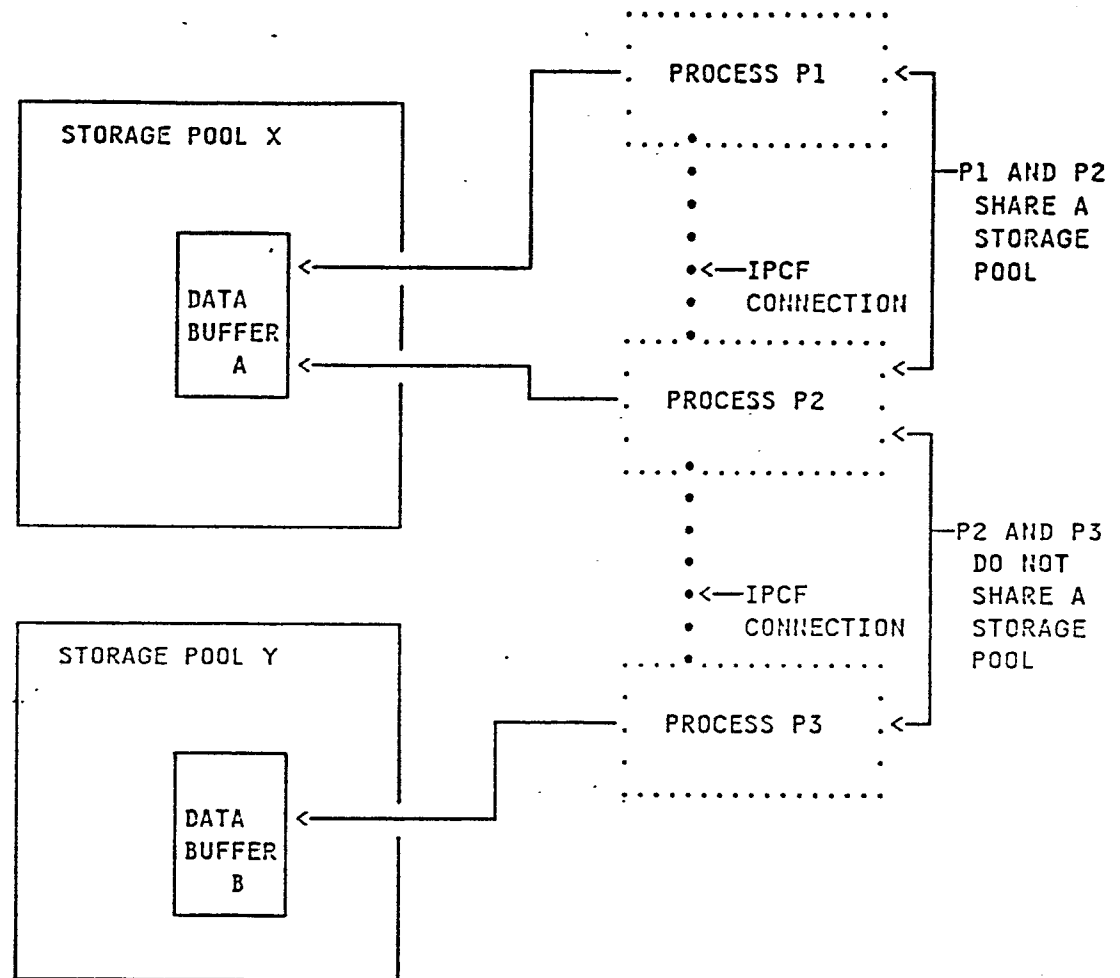 PROCESS P1
STORAGE POOL X
P1 AND P2
SHARE A
STORAGE
POOL
<—IPCF
CONNECTION
DATA
BUFFER
A
PROCESS P2
P2 AND P3
DO NOT
SHARE A
STORAGE
POOL
<—IPCF
CONNECTION
STORAGE POOL Y
PROCESS P3
DATA
BUFFER
B